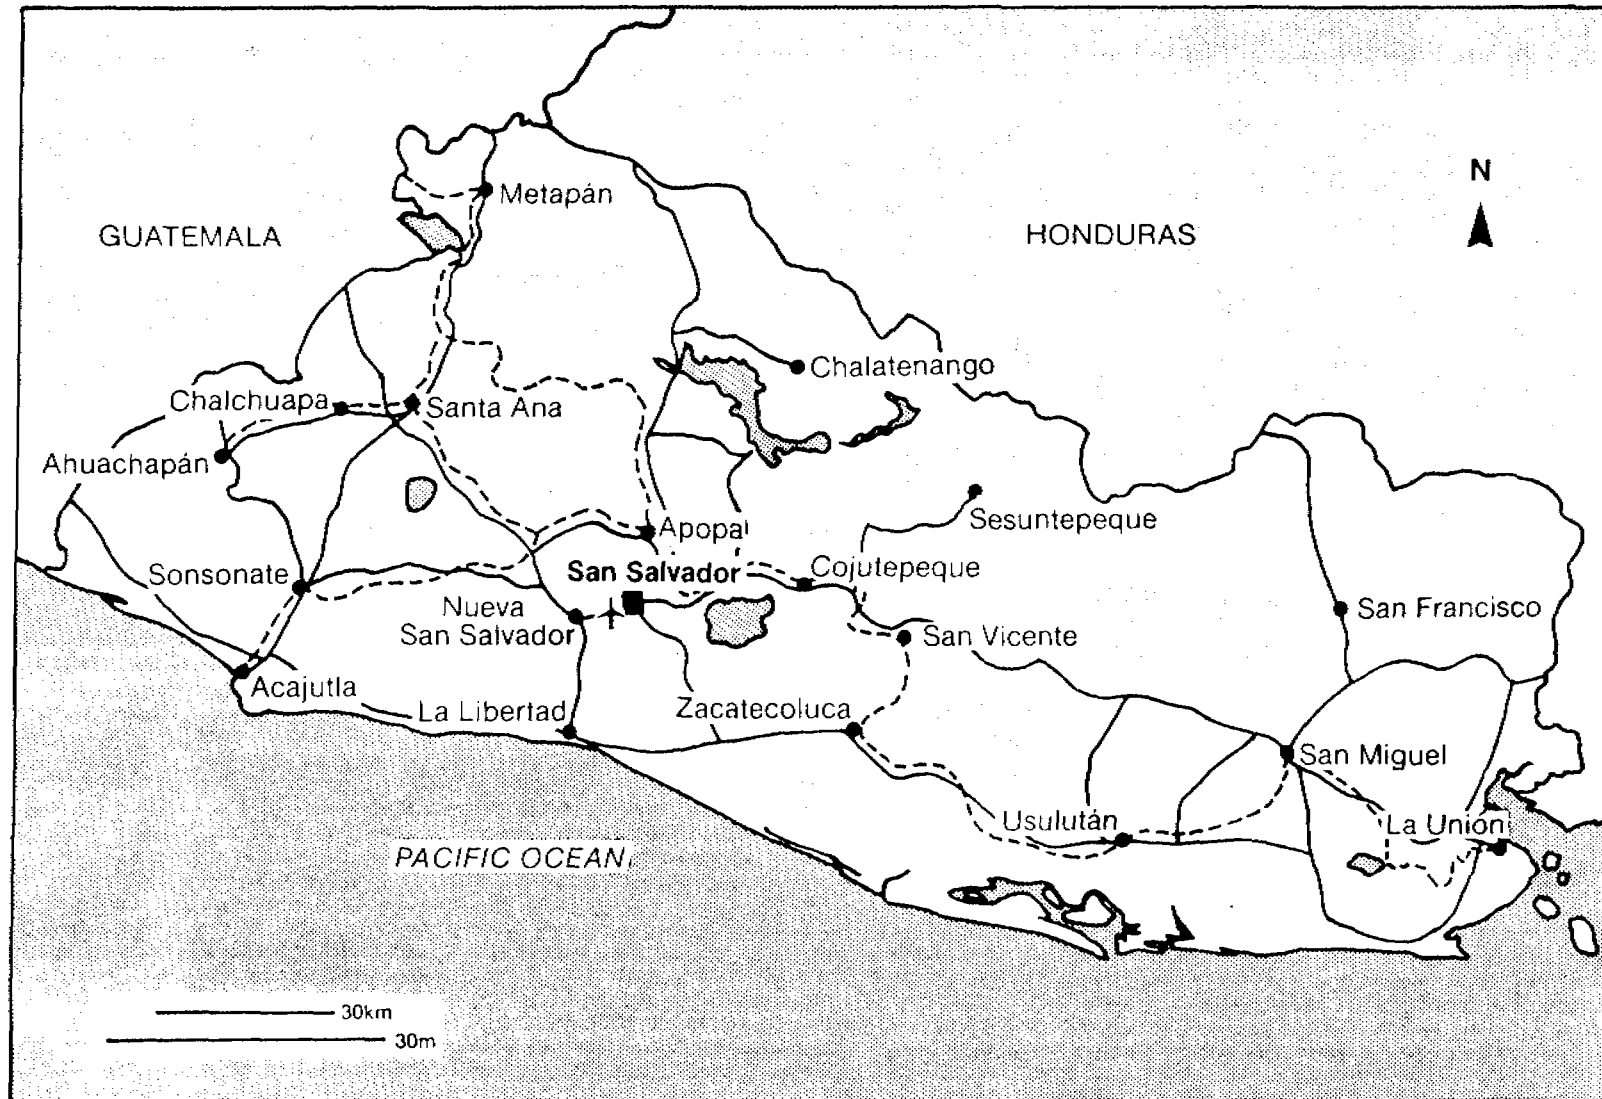 N
Metapán
GUATEMALA
HONDURAS
Chalatenango
Chalchuapa
Santa Ana
Ahuachapán
Sesuntepeque
Apopal
Sonsonate
San Salvador
Cojutepeque
Nueva
San Salvador
San Francisco
San Vicente
Acajutla
La Libertad
Zacatecoluca
San Miguel
Usulután
La Unión
PACIFIC OCEAN
30km
30m